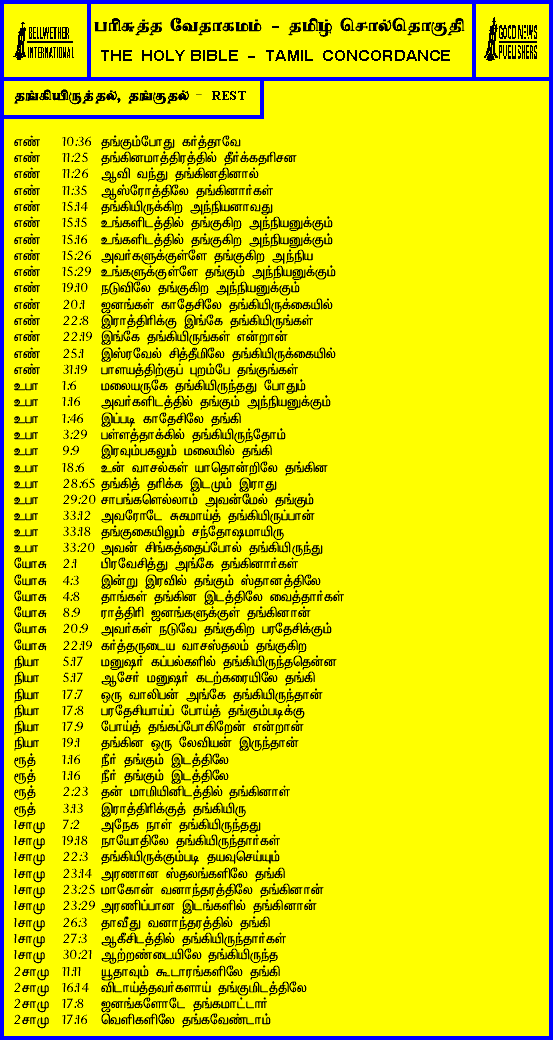 BELLWETHER INTERNATIONAL
பரிசுத்த வேதாகமம் - தமிழ் சொல்தொகுதி
THE HOLY BIBLE - TAMIL CONCORDANCE
GOOD NEWS PUBLISHERS
தங்கியிருத்தல், தங்குதல் - REST
எண் 10:36 தங்கும்போது கர்த்தாவே
எண் 11:25 தங்கினமாத்திரத்தில் தீர்க்கதரிசன
எண் 11:26 ஆவி வந்து தங்கினதினால்
எண் 11:35 ஆஸ்ரோத்திலே தங்கினார்கள்
எண் 15:14 தங்கியிருக்கிற அந்நியனாவது
எண் 15:15 உங்களிடத்தில் தங்குகிற அந்நியனுக்கும்
எண் 15:16 உங்களிடத்தில் தங்குகிற அந்நியனுக்கும்
எண் 15:26 அவர்களுக்குள்ளே தங்குகிற அந்நிய
எண் 15:29 உங்களுக்குள்ளே தங்கும் அந்நியனுக்கும்
எண் 19:10 நடுவிலே தங்குகிற அந்நியனுக்கும்
எண் 20:1 ஜனங்கள் காதேசிலே தங்கியிருக்கையில்
எண் 22:8 இராத்திரிக்கு இங்கே தங்கியிருங்கள்
எண் 22:19 இங்கே தங்கியிருங்கள் என்றான்
எண் 25:1 இஸ்ரவேல் சித்தீமிலே தங்கியிருக்கையில்
எண் 31:19 பாளயத்திற்குப் புறம்பே தங்குங்கள்
உபா 1:6 மலையருகே தங்கியிருந்தது போதும்
உபா 1:16 அவர்களிடத்தில் தங்கும் அந்நியனுக்கும்
உபா 1:46 இப்படி காதேசிலே தங்கி
உபா 3:29 பள்ளத்தாக்கில் தங்கியிருந்தோம்
உபா 9:9 இரவும்பகலும் மலையில் தங்கி
உபா 18:6 உன் வாசல்கள் யாதொன்றிலே தங்கின
உபா 28:65 தங்கித் தரிக்க இடமும் இராது
உபா 29:20 சாபங்களெல்லாம் அவன்மேல் தங்கும்
உபா 33:12 அவரோடே சுகமாய்த் தங்கியிருப்பான்
உபா 33:18 தங்குகையிலும் சந்தோஷமாயிரு
உபா 33:20 அவன் சிங்கத்தைப்போல் தங்கியிருந்து
யோசு 2:1 பிரவேசித்து அங்கே தங்கினார்கள்
யோசு 4:3 இன்று இரவில் தங்கும் ஸ்தானத்திலே
யோசு 4:8 தாங்கள் தங்கின இடத்திலே வைத்தார்கள்
யோசு 8:9 ராத்திரி ஜனங்களுக்குள் தங்கினான்
யோசு 20:9 அவர்கள் நடுவே தங்குகிற பரதேசிக்கும்
யோசு 22:19 கர்த்தருடைய வாசஸ்தலம் தங்குகிற
நியா 5:17 மனுஷர் கப்பல்களில் தங்கியிருந்ததென்ன
நியா 5:17 ஆசேர் மனுஷர் கடற்கரையிலே தங்கி
நியா 17:7 ஒரு வாலிபன் அங்கே தங்கியிருந்தான்
நியா 17:8 பரதேசியாய்ப் போய்த் தங்கும்படிக்கு
நியா 17:9 போய்த் தங்கப்போகிறேன் என்றான்
நியா 19:1 தங்கின ஒரு லேவியன் இருந்தான்
ரூத் 1:16 நீர் தங்கும் இடத்திலே
ரூத் 1:16 நீர் தங்கும் இடத்திலே
ரூத் 2:23 தன் மாமியினிடத்தில் தங்கினாள்
ரூத் 3:13 இராத்திரிக்குத் தங்கியிரு
1சாமு 7:2 அநேக நாள் தங்கியிருந்தது
1சாமு 19:18 நாயோதிலே தங்கியிருந்தார்கள்
1சாமு 22:3 தங்கியிருக்கும்படி தயவுசெய்யும்
1சாமு 23:14 அரணான ஸ்தலங்களிலே தங்கி
1சாமு 23:25 மாகோன் வனாந்தரத்திலே தங்கினான்
1சாமு 23:29 அரணிப்பான இடங்களில் தங்கினான்
1சாமு 26:3 தாவீது வனாந்தரத்தில் தங்கி
1சாமு 27:3 ஆகீசிடத்தில் தங்கியிருந்தார்கள்
1சாமு 30:21 ஆற்றண்டையிலே தங்கியிருந்த
2சாமு 11:11 யூதாவும் கூடாரங்களிலே தங்கி
2சாமு 16:14 விடாய்த்தவர்களாய் தங்குமிடத்திலே
2சாமு 17:8 ஜனங்களோடே தங்கமாட்டார்
2சாமு 17:16 வெளிகளிலே தங்கவேண்டாம்